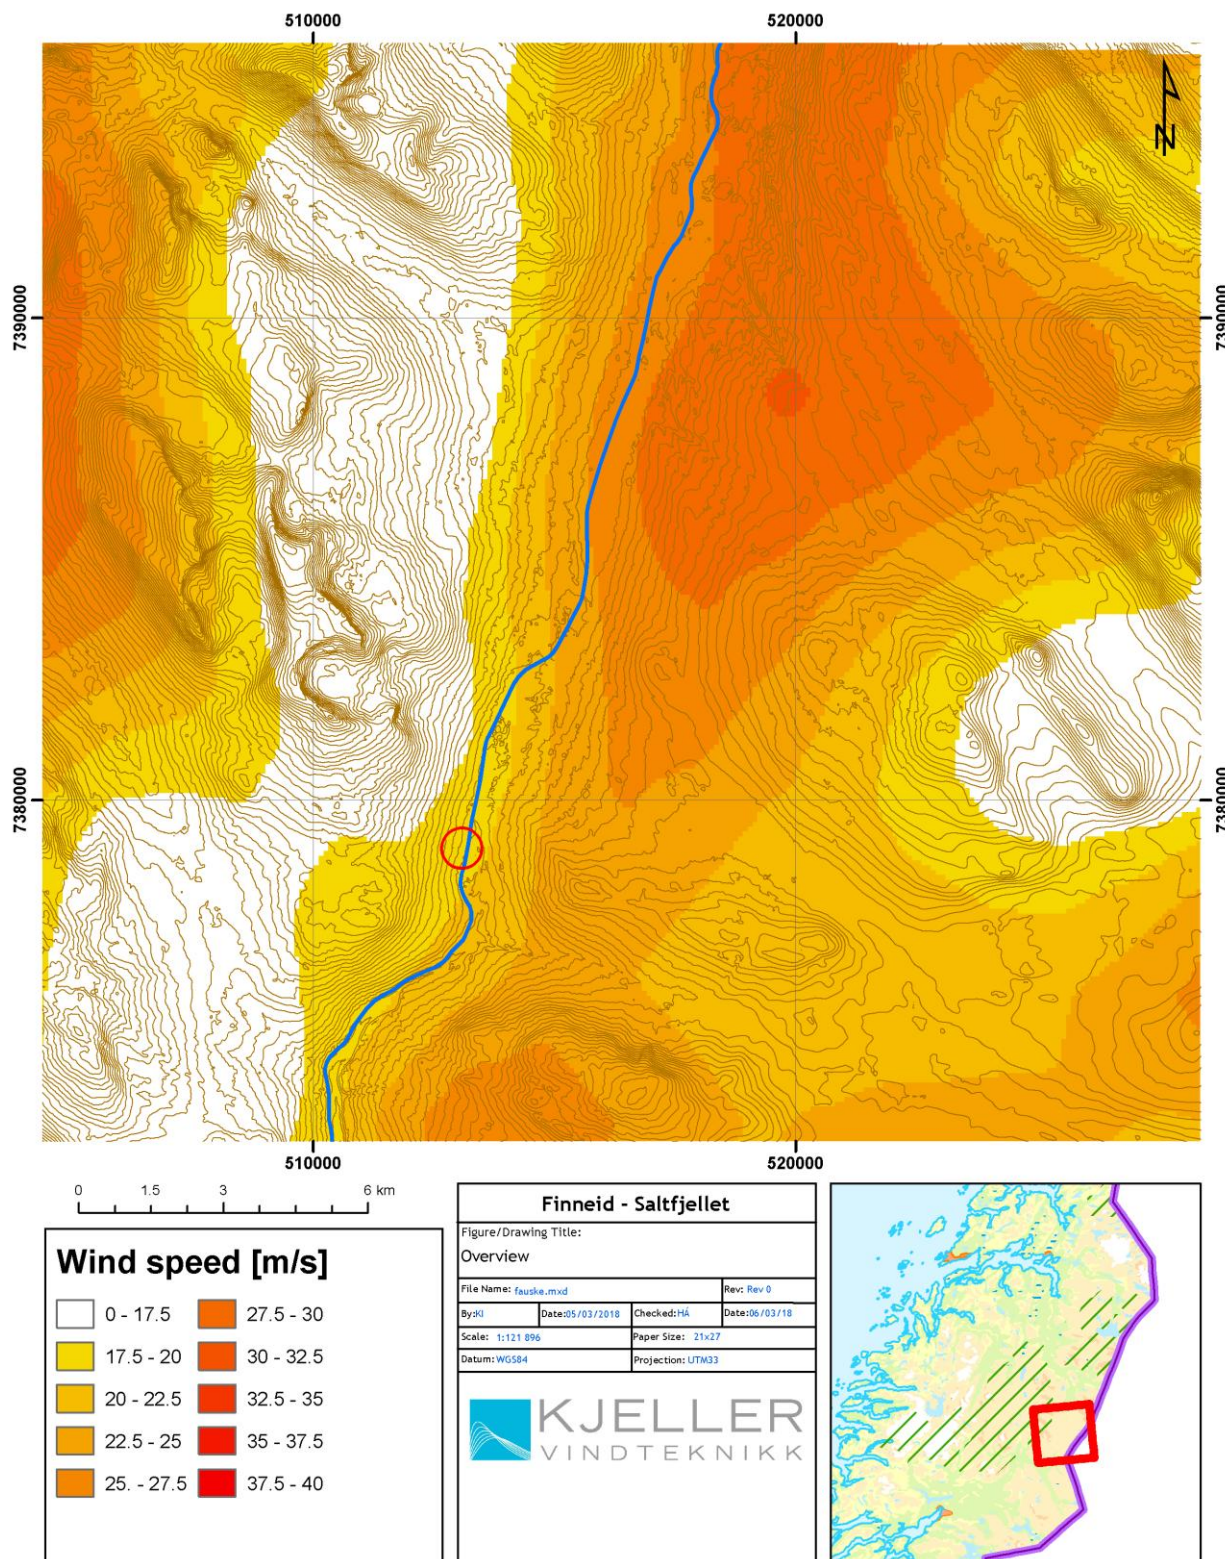 510000 520000
7390000 7390000
7380000 7380000
N
510000 520000
0 1.5 3 6 km
Wind speed [m/s]
0 - 17.5 27.5 - 30
17.5 - 20 30 - 32.5
20 - 22.5 32.5 - 35
22.5 - 25 35 - 37.5
25. - 27.5 37.5 - 40
Finneid - Saltfjellet
Figure/Drawing Title:
Overview
File Name: fauske.mxd Rev: Rev 0
By:KI Date:05/03/2018 Checked:HÁ Date:06/03/18
Scale: 1:121 896 Paper Size: 21x27
Datum: WGS84 Projection: UTM33
KJELLER
VINDTEKNIKK